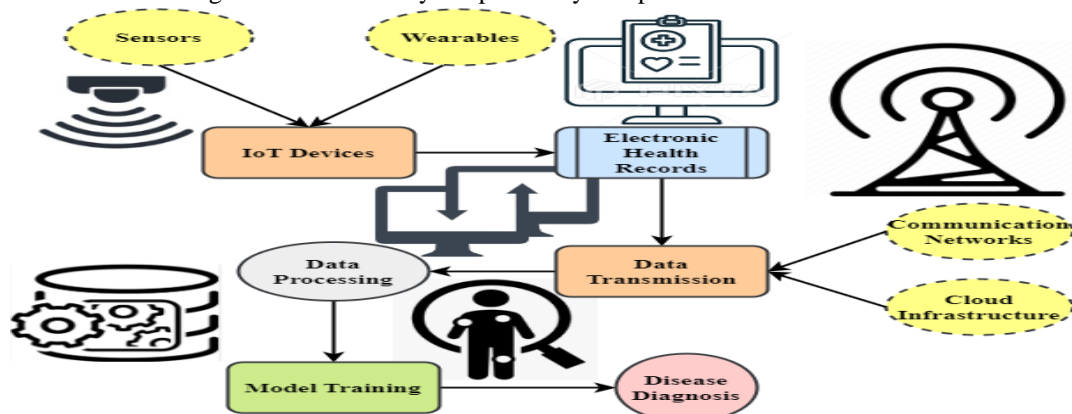 Sensors
Wearables
IoT Devices
Electronic
Health
Records
Communication
Networks
Data
Processing
Data
Transmission
Cloud
Infrastructure
Model Training
Disease
Diagnosis